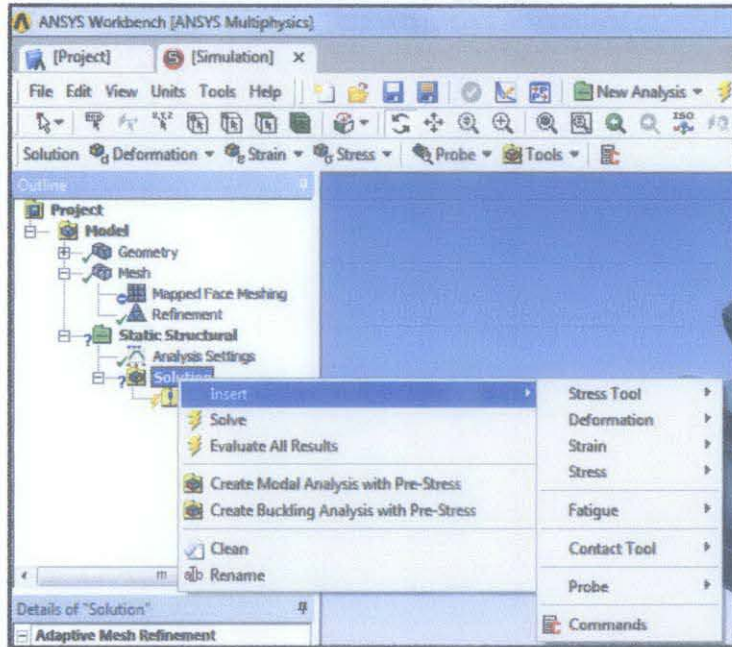 ANSYS Workbench [ANSYS Multiphysics]
[Project] [Simulation] ×
File Edit View Units Tools Help New Analysis
ISO
Solution Deformation Strain Stress Probe Tools
Outline
Project
Model
Geometry
Mesh
Mapped Face Meshing
Refinement
Static Structural
Analysis Settings
Solution
Insert
Solve
Evaluate All Results
Create Modal Analysis with Pre-Stress
Create Buckling Analysis with Pre-Stress
Clean
Rename
Stress Tool
Deformation
Strain
Stress
Fatigue
Contact Tool
Probe
Commands
Details of "Solution"
Adaptive Mesh Refinement